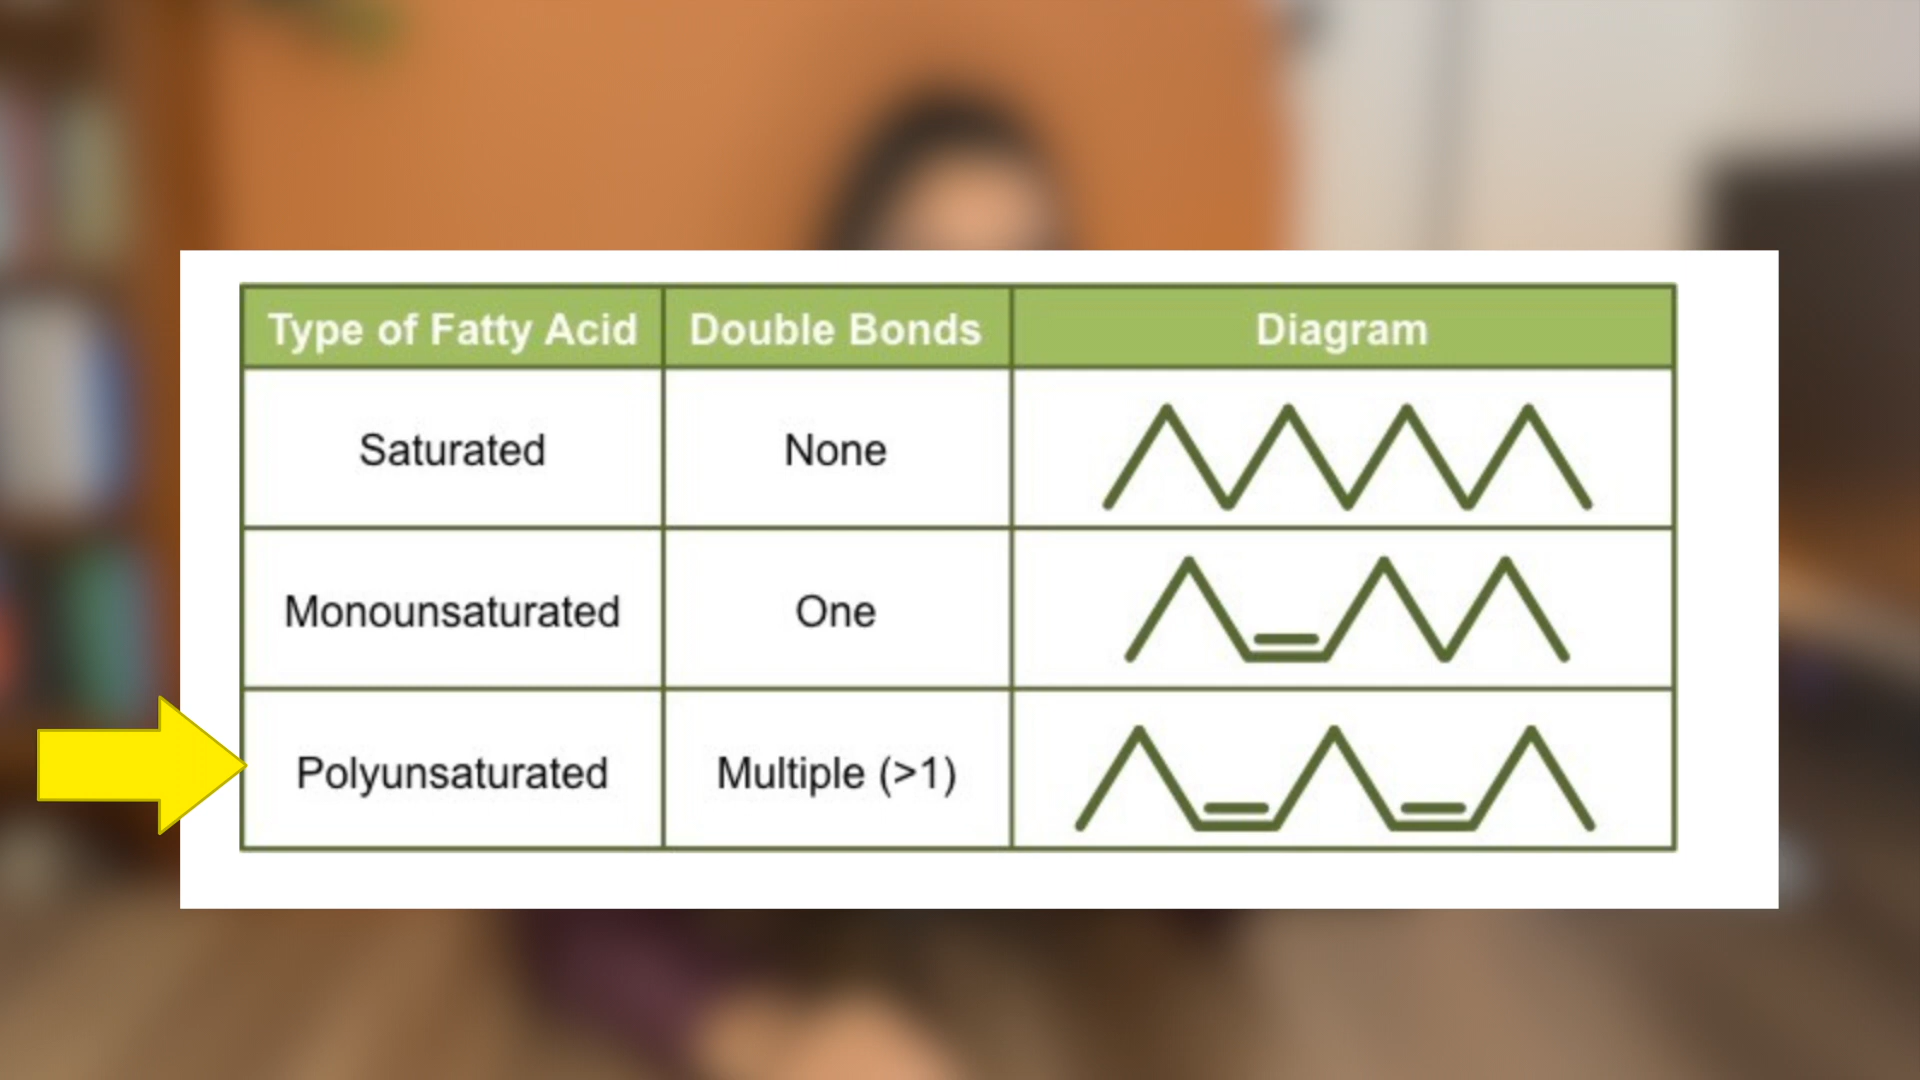 Type of Fatty Acid Double Bonds Diagram
Saturated None
Monounsaturated One
Polyunsaturated Multiple (>1)